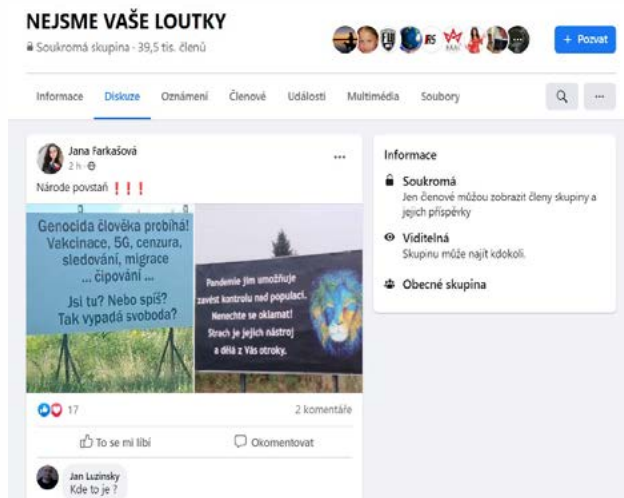 NEJSME VAŠE LOUTKY
Soukromá skupina · 39,5 tis. členů
+ Pozvat
Informace Diskuze Oznámení Členové Události Multimédia Soubory
Jana Farkašová
2 h
Národe povstaň ❗❗❗
Genocida člověka probíhá!
Vakcinace, 5G, cenzura,
sledování, migrace
... čipování ...
Jsi tu? Nebo spíš?
Tak vypadá svoboda?
Pandemie jim umožňuje
zavést kontrolu nad populací.
Nenechte se oklamat!
Strach je jejich nástroj
a dělá z Vás otroky.
17
2 komentáře
To se mi líbí
Okomentovat
Jan Luzinsky
Kde to je ?
Informace
Soukromá
Jen členové můžou zobrazit členy skupiny a
jejich příspěvky
Viditelná
Skupinu může najít kdokoli.
Obecné skupina